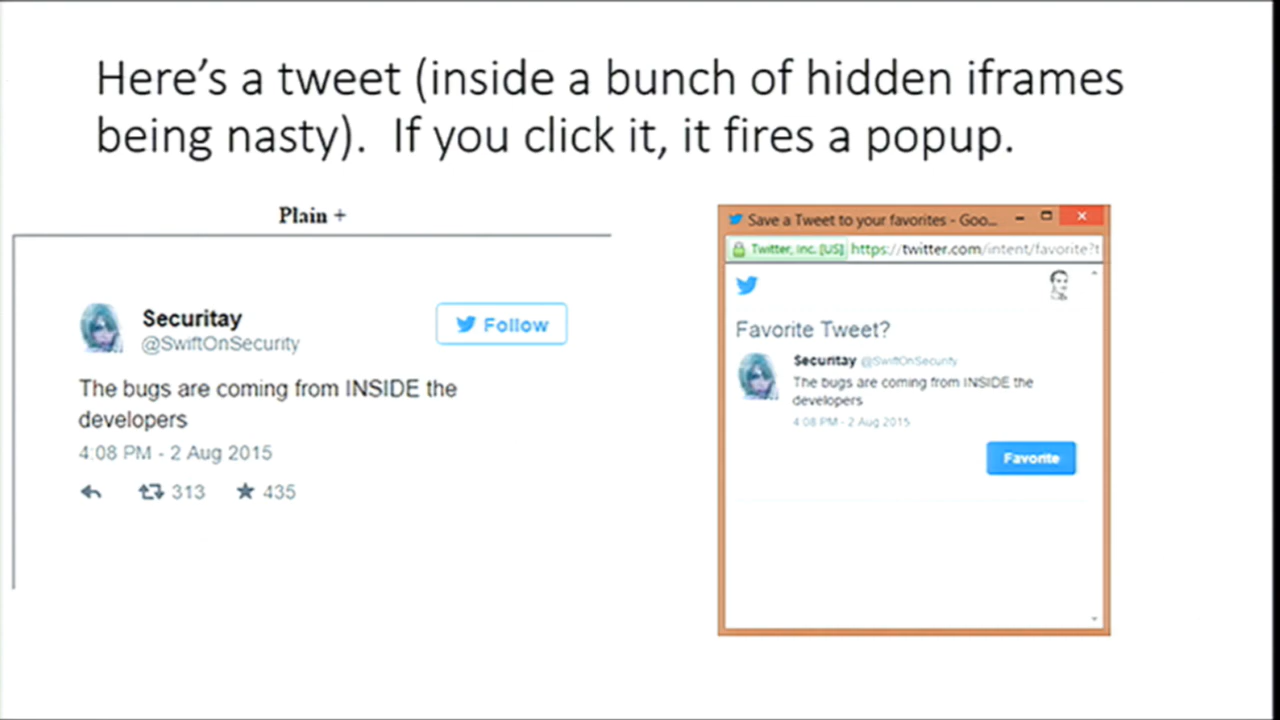 Here's a tweet (inside a bunch of hidden iframes
being nasty).  If you click it, it fires a popup.
Plain +
Securitay
@SwiftOnSecurity
Follow
The bugs are coming from INSIDE the
developers
4:08 PM - 2 Aug 2015
313 435
Save a Tweet to your favorites - Goo...
Twitter, Inc. [US] https://twitter.com/intent/favorite?t
Favorite Tweet?
Securitay @SwiftOnSecurity
The bugs are coming from INSIDE the
developers
4:08 PM - 2 Aug 2015
Favorite